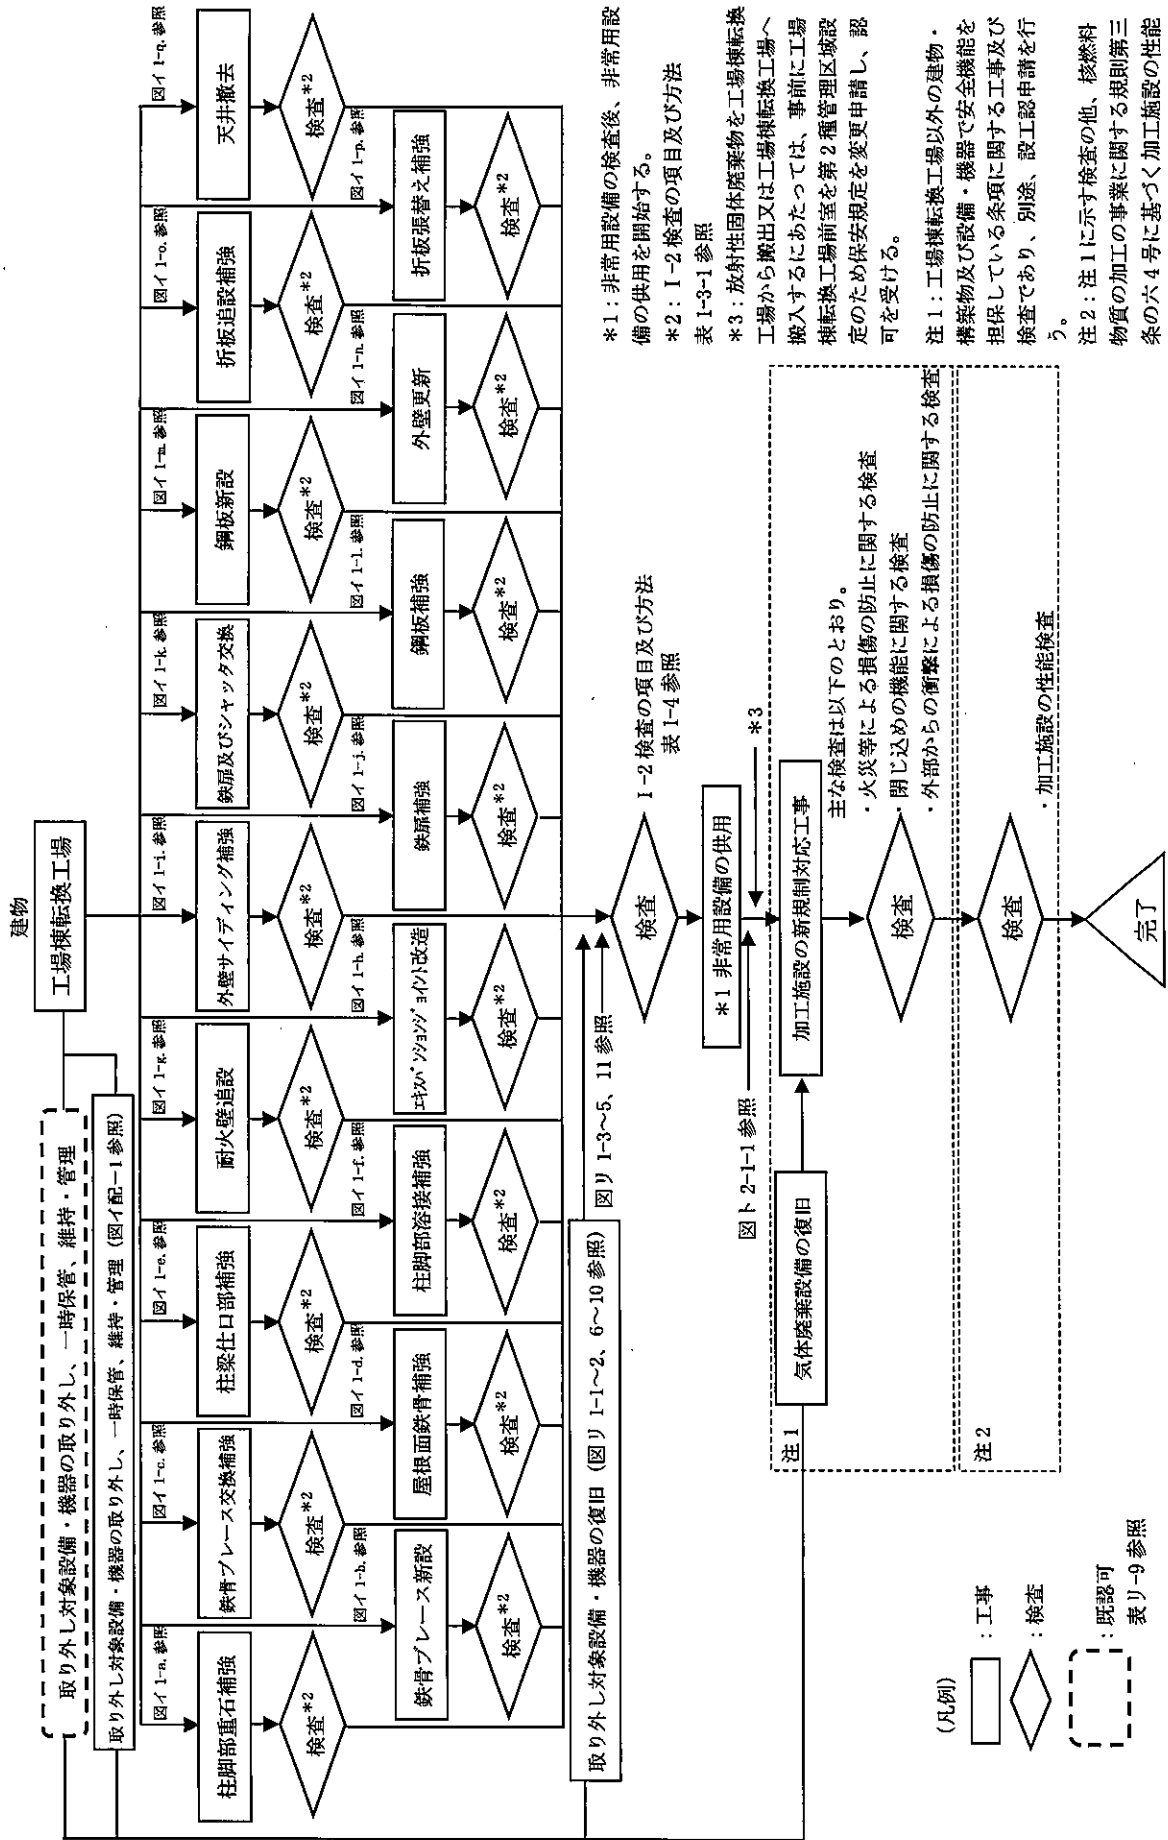 建物
工場棟転換工場
取り外し対象設備・機器の取り外し、一時保管、維持・管理
取り外し対象設備・機器の取り外し、一時保管、維持・管理 (図イ配-1 参照)
図イ 1-a. 参照
図イ 1-c. 参照
図イ 1-e. 参照
図イ 1-g. 参照
図イ 1-i. 参照
図イ 1-k. 参照
図イ 1-m. 参照
図イ 1-o. 参照
図イ 1-q. 参照
柱脚部重石補強
鉄骨ブレース交換補強
柱梁仕口部補強
耐火壁追設
外壁サイディング補強
鉄扉及びシャッタ交換
鋼板新設
折板追設補強
天井撤去
検査*2
検査*2
検査*2
検査*2
検査*2
検査*2
検査*2
検査*2
検査*2
図イ 1-b. 参照
図イ 1-d. 参照
図イ 1-f. 参照
図イ 1-h. 参照
図イ 1-j. 参照
図イ 1-l. 参照
図イ 1-n. 参照
図イ 1-p. 参照
鉄骨ブレース新設
屋根面鉄骨補強
柱脚部溶接補強
エキスパンションジョイント改造
鉄扉補強
鋼板補強
外壁更新
折板張替え補強
検査*2
検査*2
検査*2
検査*2
検査*2
検査*2
検査*2
検査*2
取り外し対象設備・機器の復旧 (図リ 1-1~2、6~10 参照)
図リ 1-3~5、11 参照
検査
I-2 検査の項目及び方法
表 1-4 参照
*1 非常用設備の供用
図ト 2-1-1 参照
*3
注 1
気体廃棄設備の復旧
加工施設の新規制対応工事
主な検査は以下のとおり。
・火災等による損傷の防止に関する検査
・閉じ込めの機能に関する検査
・外部からの衝撃による損傷の防止に関する検査
検査
注 2
検査
・加工施設の性能検査
完了
(凡例)
:工事
:検査
:既認可
表リ-9 参照
*1:非常用設備の検査後、非常用設
備の供用を開始する。
*2:I-2 検査の項目及び方法
表 1-3-1 参照
*3:放射性固体廃棄物を工場棟転換
工場から搬出又は工場棟転換工場へ
搬入するにあたっては、事前に工場
棟転換工場前室を第2種管理区域設
定のため保安規定を変更申請し、認
可を受ける。
注1:工場棟転換工場以外の建物・
構築物及び設備・機器で安全機能を
担保している条項に関する工事及び
検査であり、別途、設工認申請を行
う。
注2:注1に示す検査の他、核燃料
物質の加工の事業に関する規則第三
条の六4号に基づく加工施設の性能